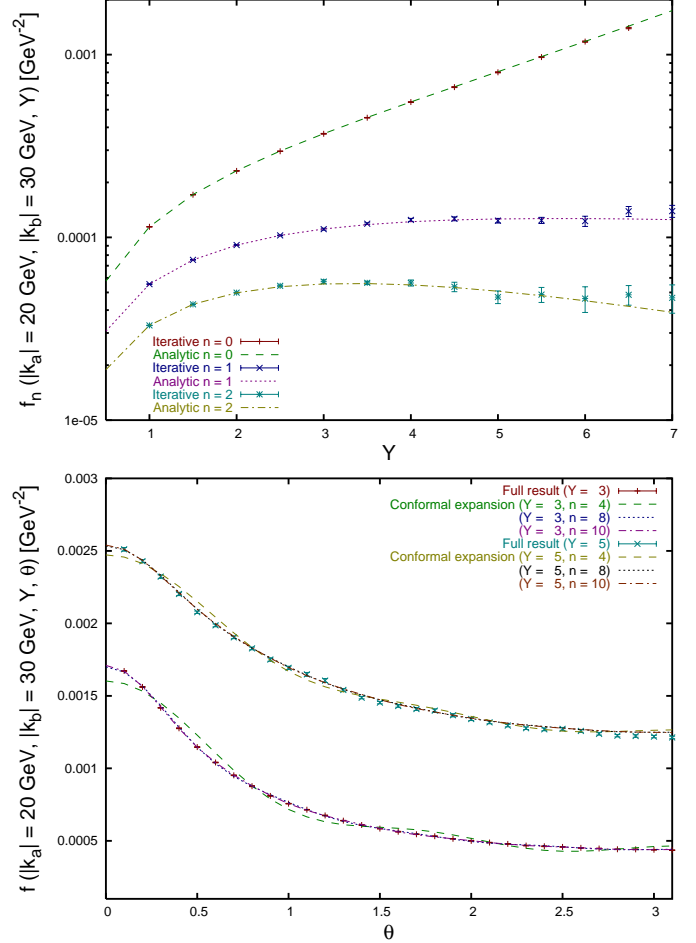 f_n (|k_a| = 20 GeV, |k_b| = 30 GeV, Y) [GeV^-2]
0.001
0.0001
1e-05
Iterative n = 0
Analytic n = 0
Iterative n = 1
Analytic n = 1
Iterative n = 2
Analytic n = 2
1 2 3 4 5 6 7
Y
f (|k_a| = 20 GeV, |k_b| = 30 GeV, Y, θ) [GeV^-2]
0.003
0.0025
0.002
0.0015
0.001
0.0005
Full result (Y = 3)
Conformal expansion (Y = 3, n = 4)
(Y = 3, n = 8)
(Y = 3, n = 10)
Full result (Y = 5)
Conformal expansion (Y = 5, n = 4)
(Y = 5, n = 8)
(Y = 5, n = 10)
0 0.5 1 1.5 2 2.5 3
θ